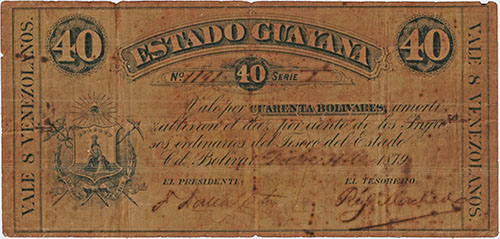 40 ESTADO GUAYANA 40
No. 1191 40 SERIE
VALE 8 VENEZOLANOS.
Vale por CUARENTA BOLIVARES, amorti-
zables con el diez por ciento de los Ingre-
sos ordinarios del Tesoro del Estado
Cd. Bolívar 187
EL PRESIDENTE: EL TESORERO
VALE 8 VENEZOLANOS.